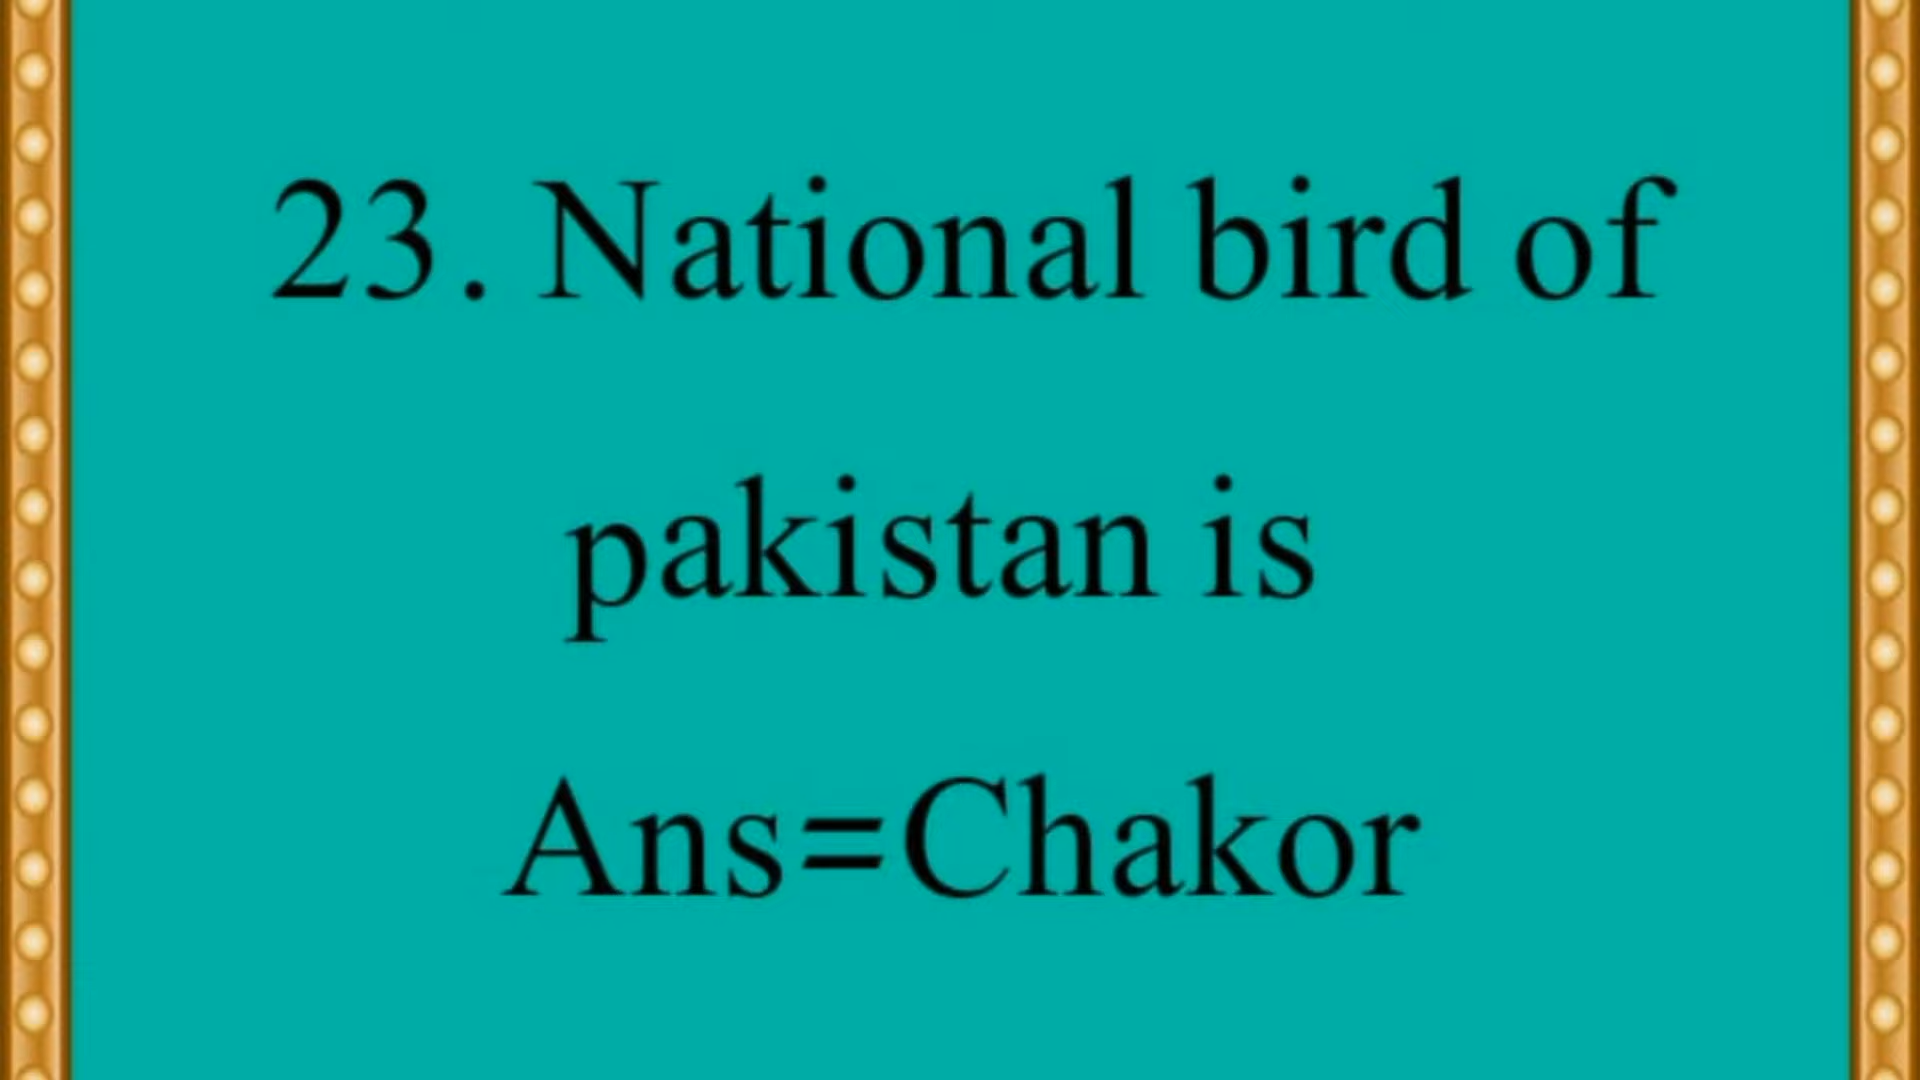 23. National bird of
pakistan is
Ans=Chakor